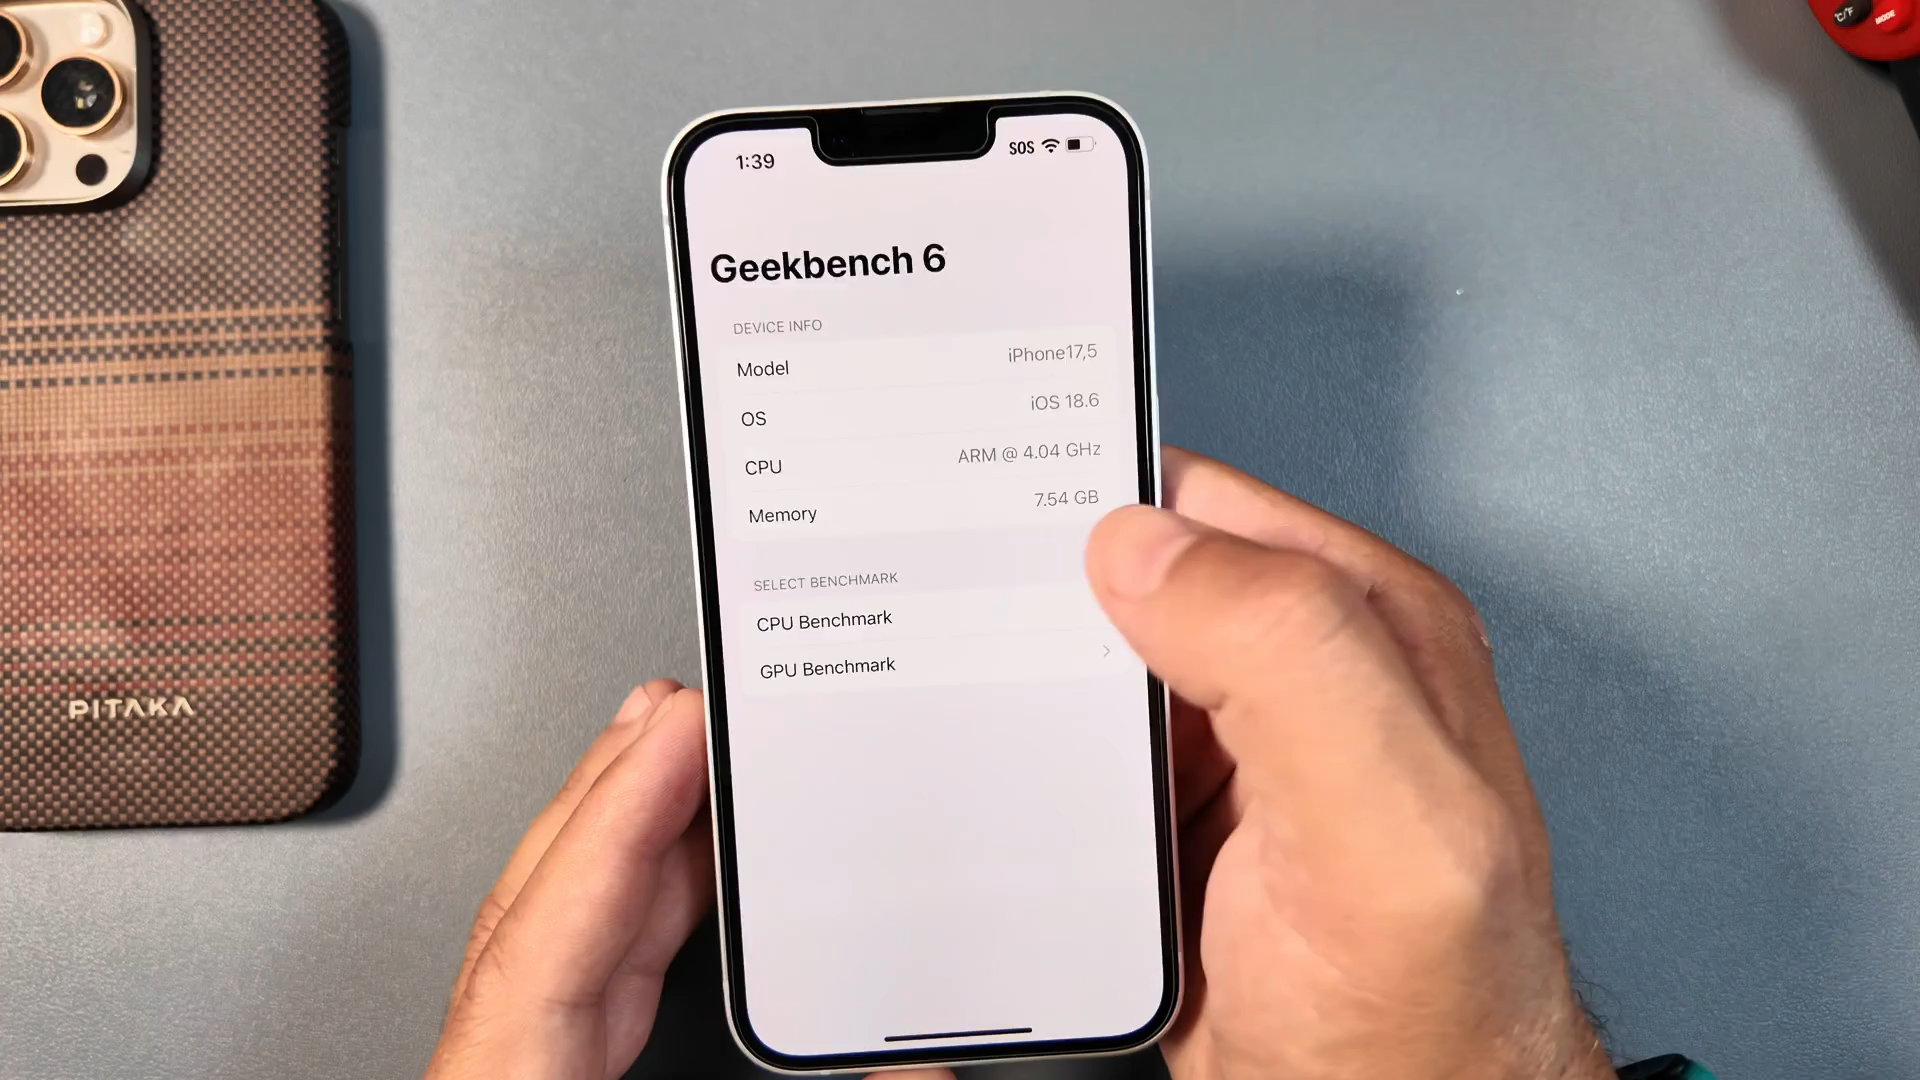 °C/°F
MODE
1:39
SOS
Geekbench 6
DEVICE INFO
Model iPhone17,5
OS iOS 18.6
CPU ARM @ 4.04 GHz
Memory 7.54 GB
SELECT BENCHMARK
CPU Benchmark
GPU Benchmark
PITAKA